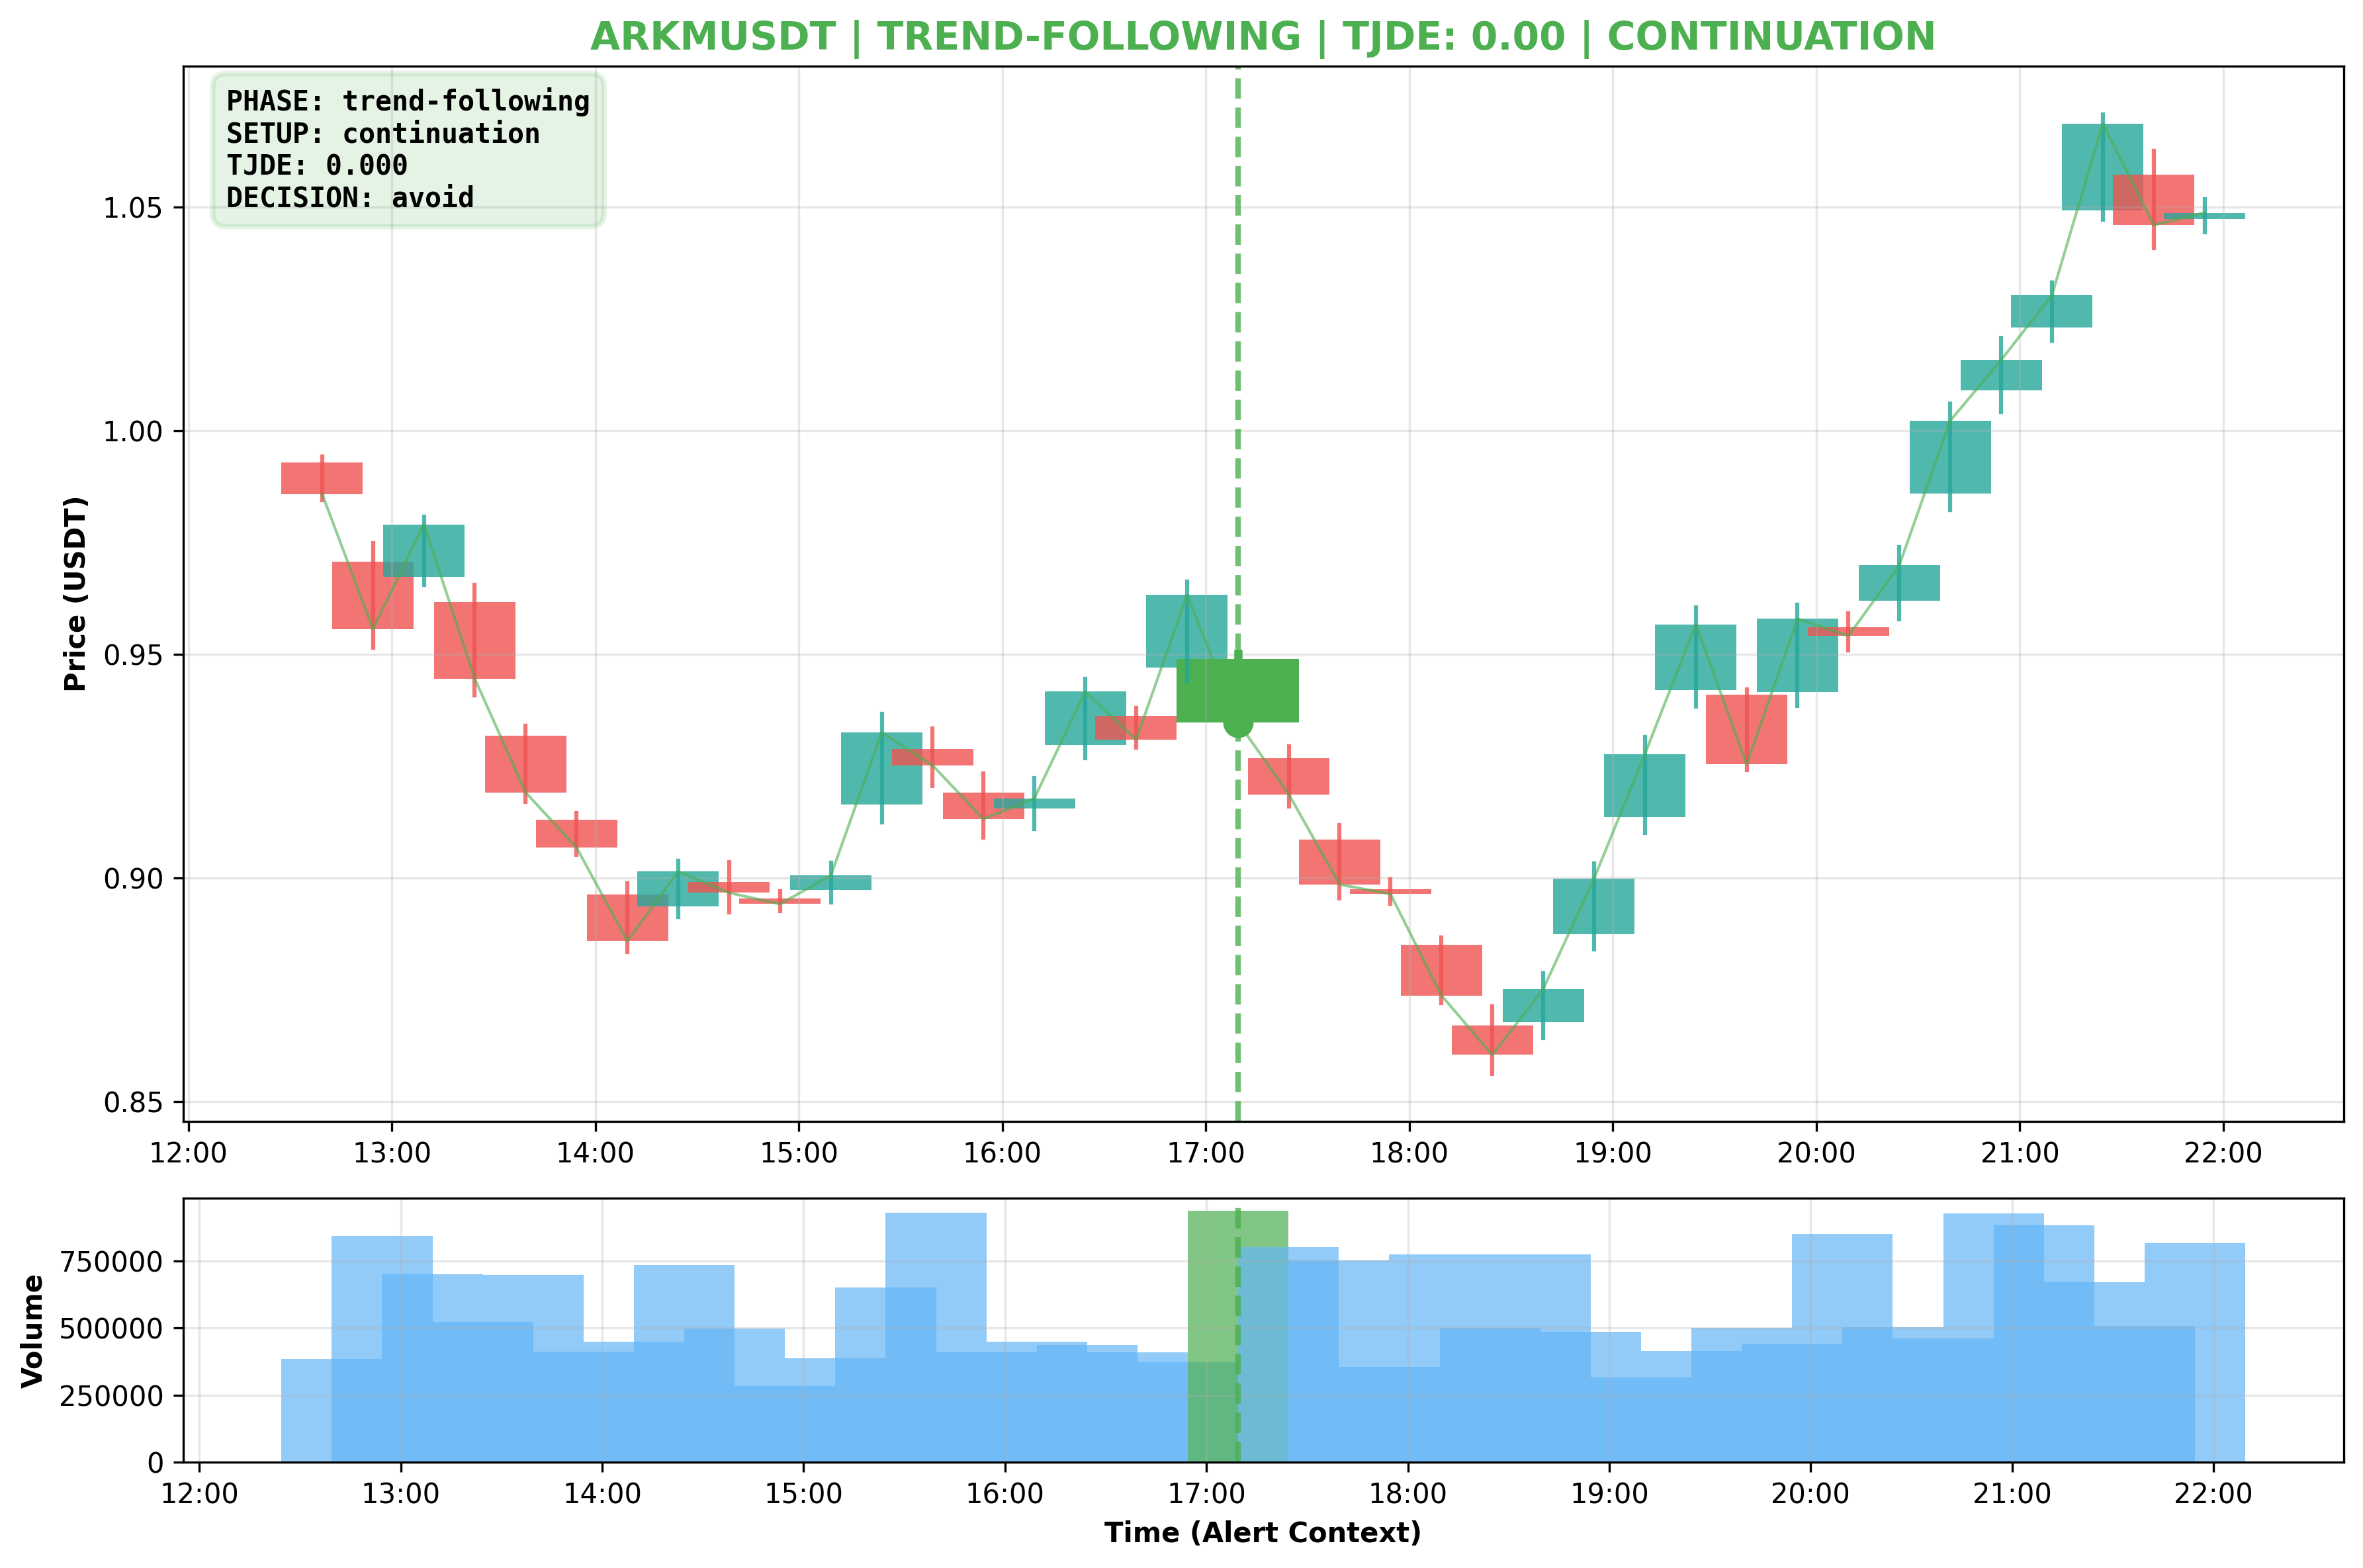 ARKMUSDT | TREND-FOLLOWING | TJDE: 0.00 | CONTINUATION
PHASE: trend-following
SETUP: continuation
TJDE: 0.000
DECISION: avoid
Price (USDT)
1.05
1.00
0.95
0.90
0.85
12:00 13:00 14:00 15:00 16:00 17:00 18:00 19:00 20:00 21:00 22:00
Volume
750000
500000
250000
0
12:00 13:00 14:00 15:00 16:00 17:00 18:00 19:00 20:00 21:00 22:00
Time (Alert Context)